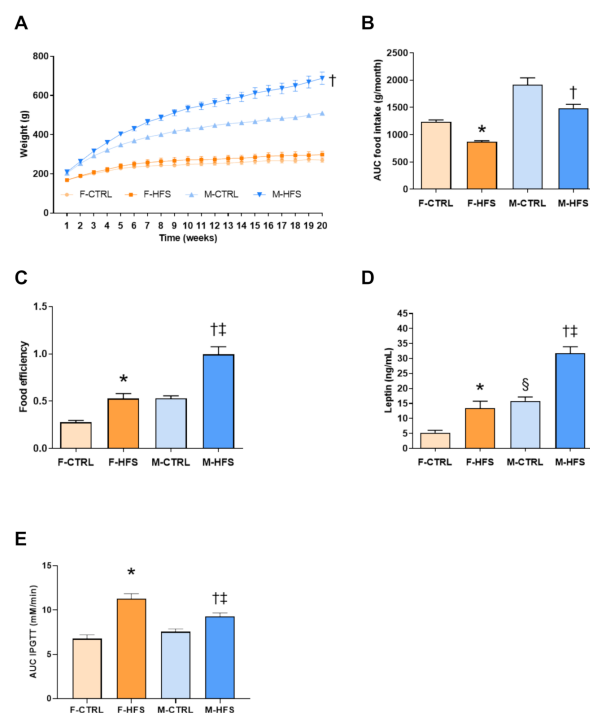 A
800
600
400
200
0
Weight (g)
†
F-CTRL F-HFS M-CTRL M-HFS
1 2 3 4 5 6 7 8 9 10 11 12 13 14 15 16 17 18 19 20
Time (weeks)
B
2500
2000
1500
1000
500
0
AUC food intake (g/month)
*
†
F-CTRL F-HFS M-CTRL M-HFS
C
1.5
1.0
0.5
0.0
Food efficiency
*
†‡
F-CTRL F-HFS M-CTRL M-HFS
D
45
40
35
30
25
20
15
10
5
0
Leptin (ng/mL)
*
§
†‡
F-CTRL F-HFS M-CTRL M-HFS
E
15
10
5
0
AUC IPGTT (mM/min)
*
†‡
F-CTRL F-HFS M-CTRL M-HFS